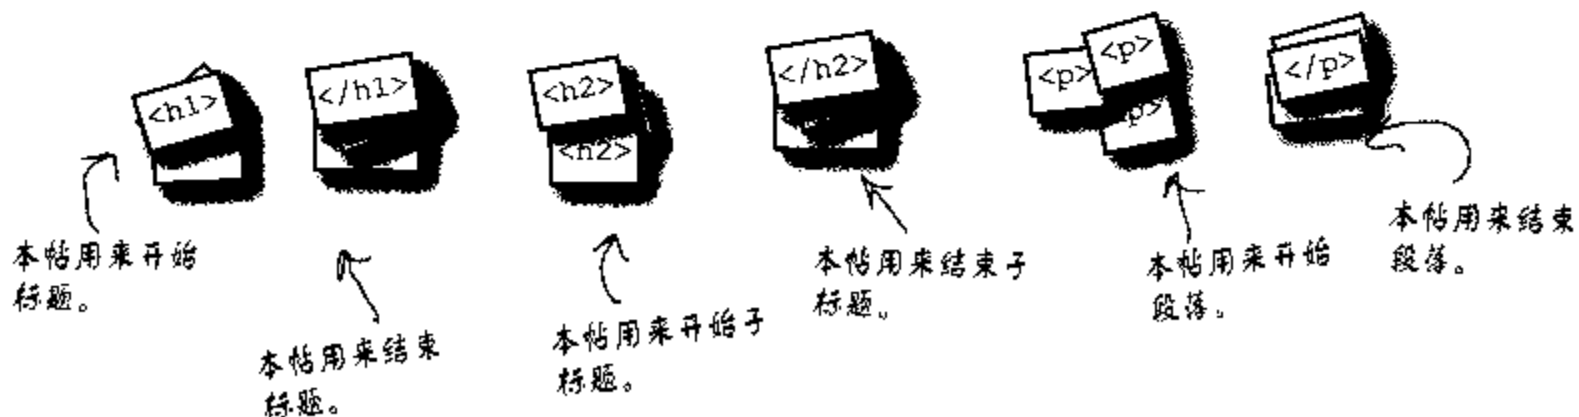 <h1>
</h1>
<h2>
<h2>
</h2>
<p>
<p>
<p>
</p>
本帖用来开始
标题。
本帖用来结束
标题。
本帖用来开始子
标题。
本帖用来结束子
标题。
本帖用来开始
段落。
本帖用来结束
段落。